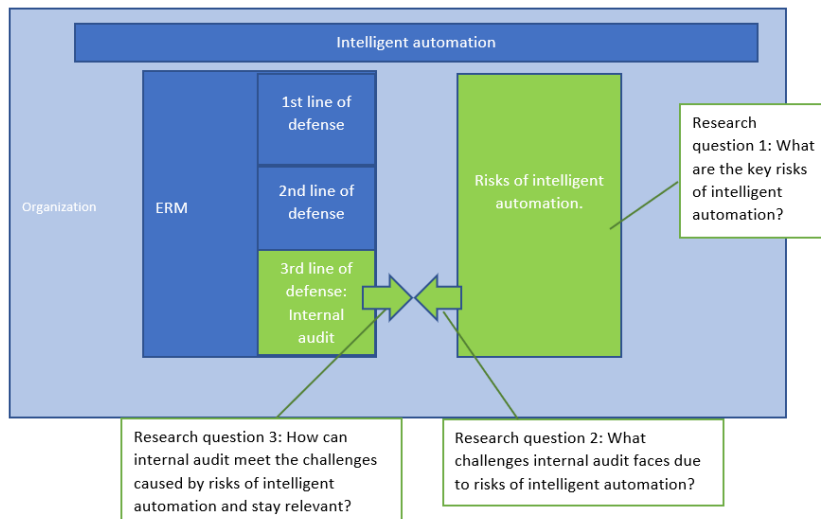 Intelligent automation
1st line of
defense
Research
question 1: What
are the key risks
of intelligent
automation?
Risks of intelligent
automation.
Organization
ERM
2nd line of
defense
3rd line of
defense:
Internal
audit
Research question 3: How can
internal audit meet the challenges
caused by risks of intelligent
automation and stay relevant?
Research question 2: What
challenges internal audit faces due
to risks of intelligent automation?